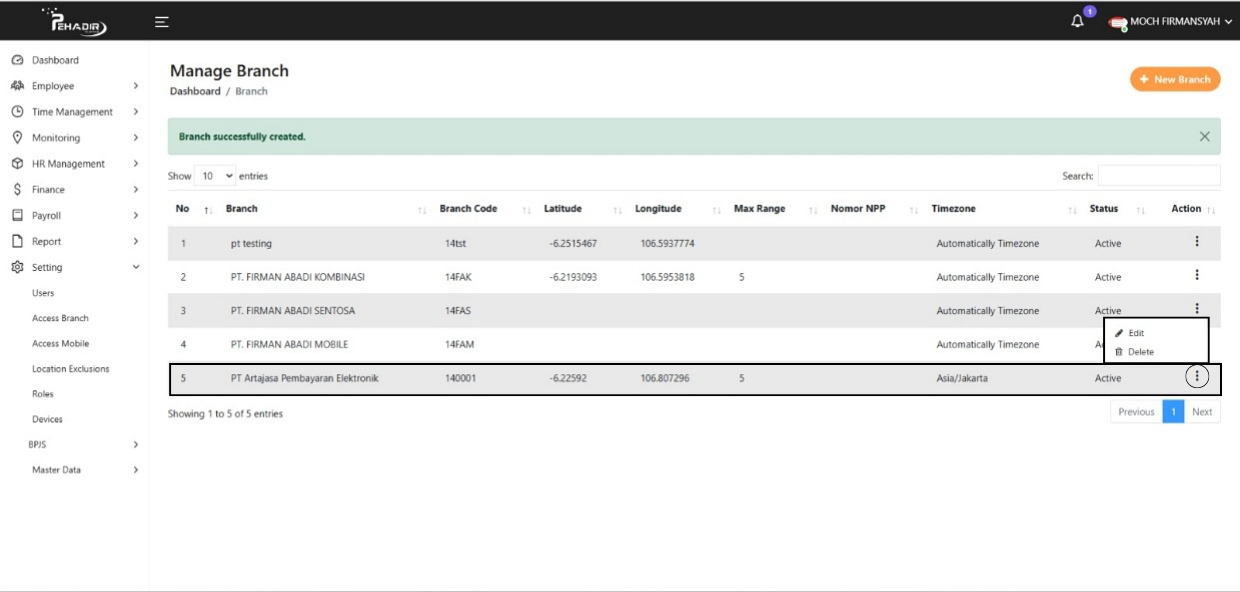 PEHADIR
1
MOCH FIRMANSYAH
Dashboard
Employee
Time Management
Monitoring
HR Management
Finance
Payroll
Report
Setting
Users
Access Branch
Access Mobile
Location Exclusions
Roles
Devices
BPJS
Master Data
Manage Branch
Dashboard / Branch
+ New Branch
Branch successfully created.
Show 10 entries
Search:
No Branch Branch Code Latitude Longitude Max Range Nomor NPP Timezone Status Action
1 pt testing 14tst -6.2515467 106.5937774 Automatically Timezone Active
2 PT. FIRMAN ABADI KOMBINASI 14FAK -6.2193093 106.5953818 5 Automatically Timezone Active
3 PT. FIRMAN ABADI SENTOSA 14FAS Automatically Timezone Active
Edit
4 PT. FIRMAN ABADI MOBILE 14FAM Automatically Timezone
Delete
5 PT Artajasa Pembayaran Elektronik 140001 -6.22592 106.807296 5 Asia/Jakarta Active
Showing 1 to 5 of 5 entries
Previous 1 Next